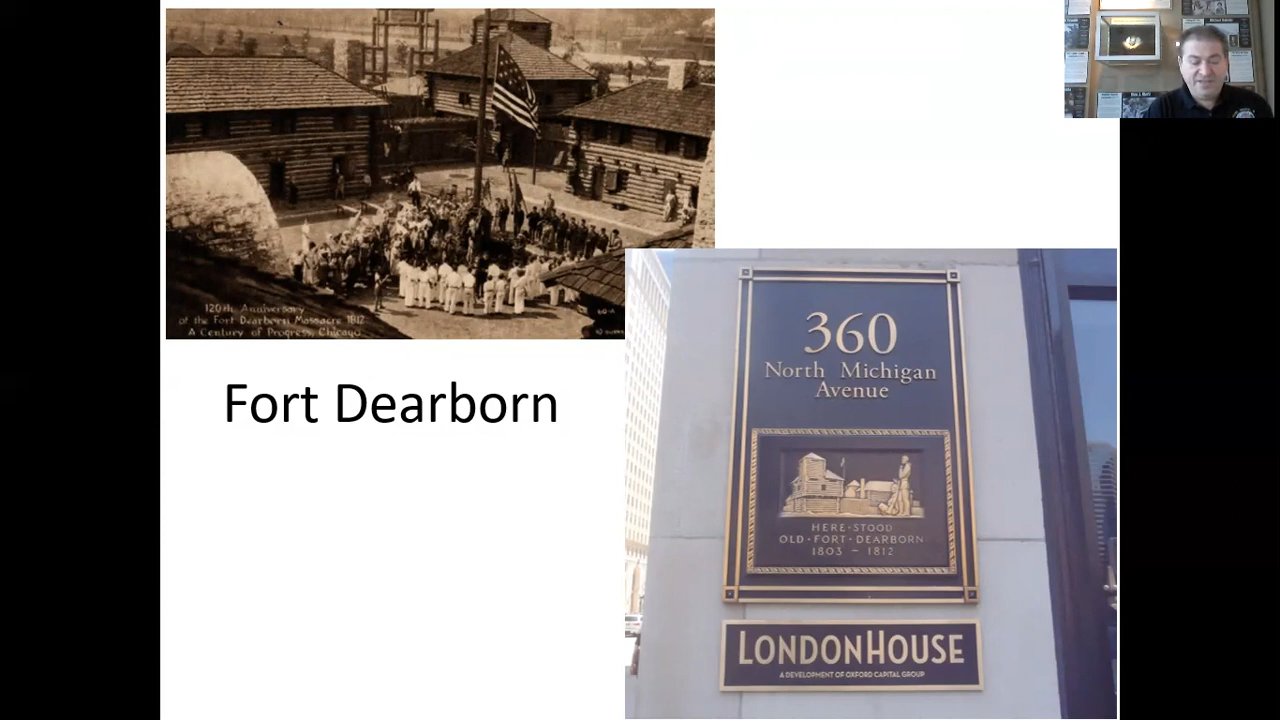 120th Anniversary
of the Fort Dearborn Massacre 1812
A Century of Progress, Chicago
Fort Dearborn
360
North Michigan
Avenue
HERE·STOOD
OLD·FORT·DEARBORN
1803 – 1812
LONDONHOUSE
A DEVELOPMENT OF OXFORD CAPITAL GROUP